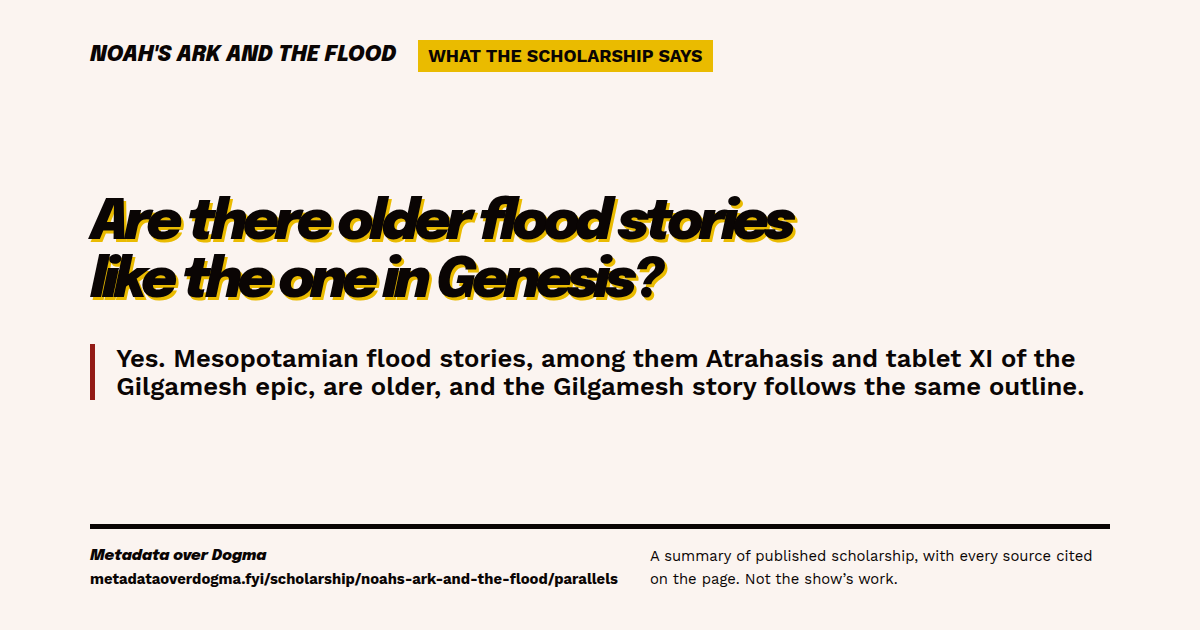 NOAH'S ARK AND THE FLOOD
WHAT THE SCHOLARSHIP SAYS
Are there older flood stories
like the one in Genesis?
Yes. Mesopotamian flood stories, among them Atrahasis and tablet XI of the
Gilgamesh epic, are older, and the Gilgamesh story follows the same outline.
Metadata over Dogma
metadataoverdogma.fyi/scholarship/noahs-ark-and-the-flood/parallels
A summary of published scholarship, with every source cited
on the page. Not the show’s work.